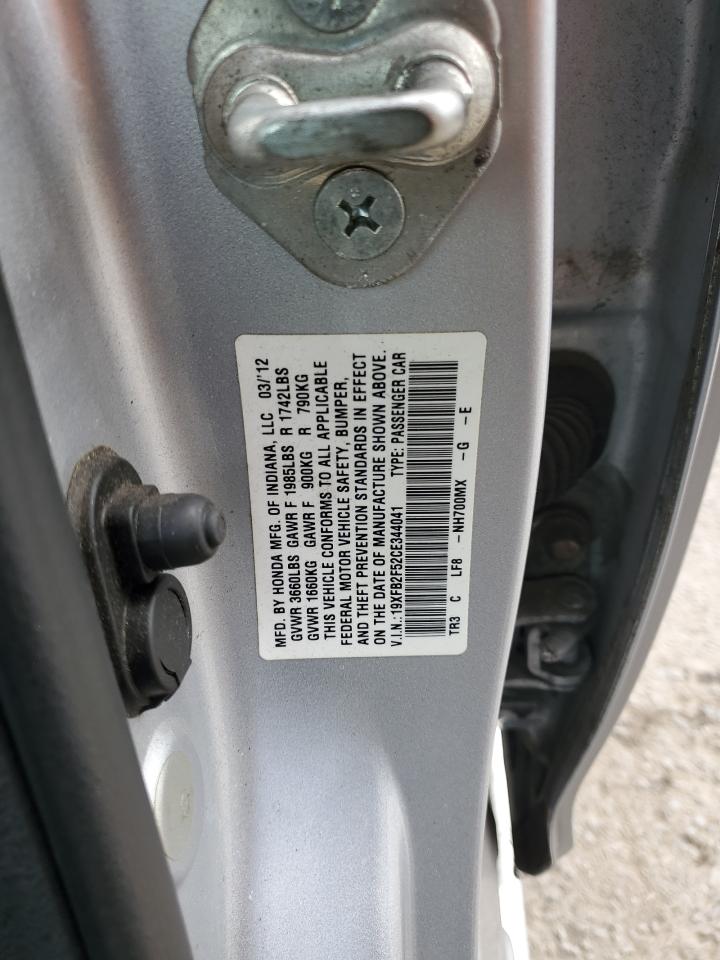 MFD. BY HONDA MFG. OF INDIANA, LLC 03/'12
GVWR 3660LBS GAWR F 1985LBS R 1742LBS
GVWR 1660KG GAWR F 900KG R 790KG
THIS VEHICLE CONFORMS TO ALL APPLICABLE
FEDERAL MOTOR VEHICLE SAFETY, BUMPER,
AND THEFT PREVENTION STANDARDS IN EFFECT
ON THE DATE OF MANUFACTURE SHOWN ABOVE.
V.I.N.:19XFB2F52CE344041 TYPE: PASSENGER CAR
TR3 C LF8 -NH700MX -G -E